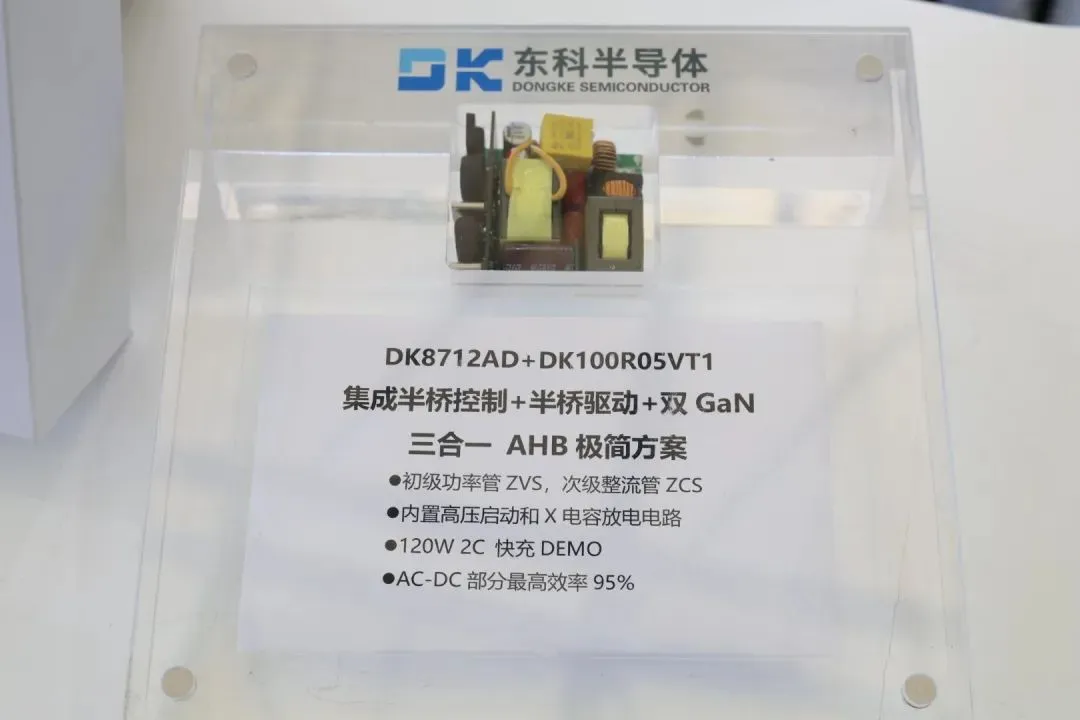 DK 东科半导体
DONGKE SEMICONDUCTOR
DK8712AD+DK100R05VT1
集成半桥控制+半桥驱动+双 GaN
三合一 AHB 极简方案
●初级功率管 ZVS，次级整流管 ZCS
●内置高压启动和 X 电容放电电路
●120W 2C 快充 DEMO
●AC-DC 部分最高效率 95%